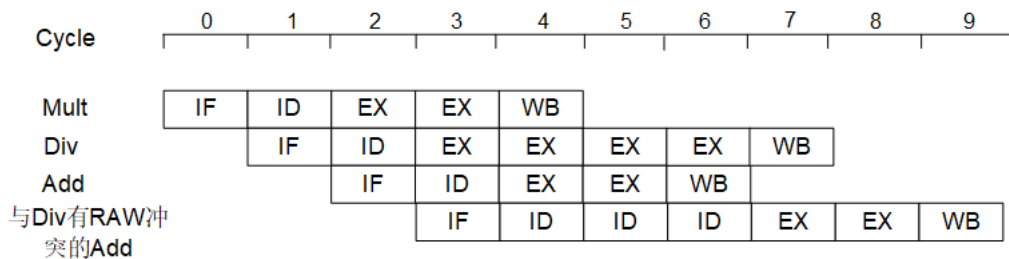 Cycle 0 1 2 3 4 5 6 7 8 9
Mult IF ID EX EX WB
Div IF ID EX EX EX EX WB
Add IF ID EX EX WB
与Div有RAW冲 IF ID ID ID EX EX WB
突的Add